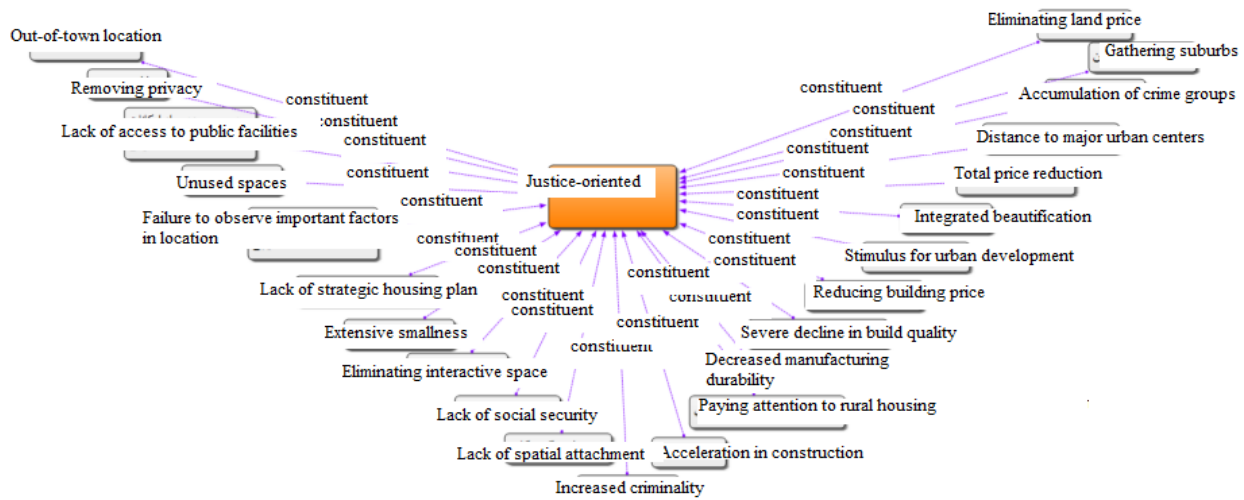 Eliminating land price
Out-of-town location
Gathering suburbs
Removing privacy
constituent
constituent
Accumulation of crime groups
constituent
constituent
Lack of access to public facilities
constituent
constituent
Distance to major urban centers
constituent
constituent
constituent
Total price reduction
Unused spaces
Justice-oriented
constituent
constituent
Failure to observe important factors
in location
constituent
Integrated beautification
constituent
constituent
constituent
Stimulus for urban development
constituent
constituent
constituent
Lack of strategic housing plan
Reducing building price
constituent
constituent
constituent
constituent
Extensive smallness
Severe decline in build quality
constituent
Decreased manufacturing
durability
Eliminating interactive space
Paying attention to rural housing
Lack of social security
Lack of spatial attachment
Acceleration in construction
Increased criminality